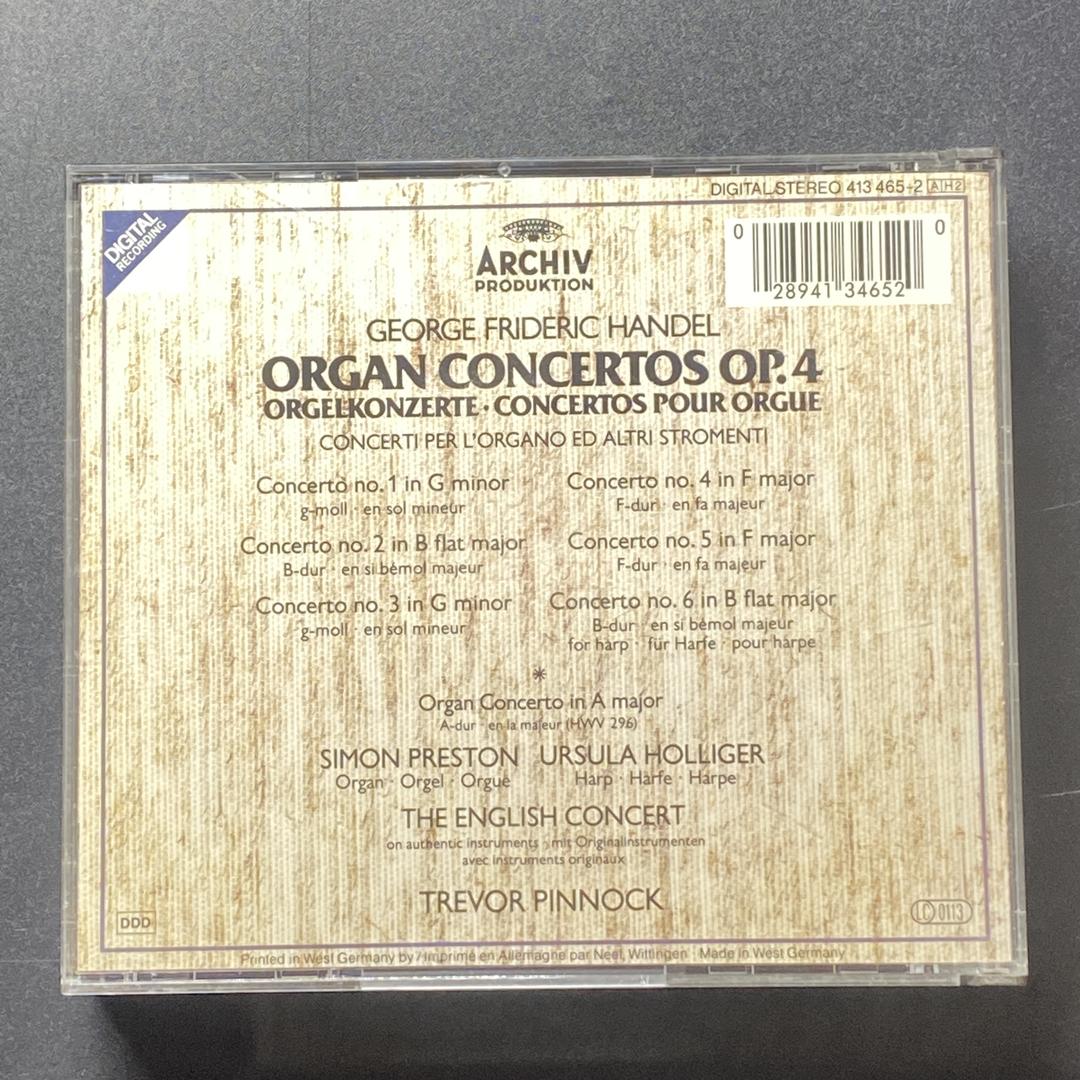 DIGITAL STEREO 413 465-2 AH2
DIGITAL
RECORDING
0 28941 34652 0
ARCHIV
PRODUKTION
GEORGE FRIDERIC HANDEL
ORGAN CONCERTOS OP. 4
ORGELKONZERTE · CONCERTOS POUR ORGUE
CONCERTI PER L'ORGANO ED ALTRI STROMENTI
Concerto no. 1 in G minor
g-moll · en sol mineur
Concerto no. 2 in B flat major
B-dur · en si bémol majeur
Concerto no. 3 in G minor
g-moll · en sol mineur
Concerto no. 4 in F major
F-dur · en fa majeur
Concerto no. 5 in F major
F-dur · en fa majeur
Concerto no. 6 in B flat major
B-dur · en si bémol majeur
for harp · für Harfe · pour harpe
*
Organ Concerto in A major
A-dur · en la majeur (HWV 296)
SIMON PRESTON URSULA HOLLIGER
Organ · Orgel · Orgue Harp · Harfe · Harpe
THE ENGLISH CONCERT
on authentic instruments · mit Originalinstrumenten
avec instruments originaux
TREVOR PINNOCK
DDD
LC 0113
Printed in West Germany by / Imprimé en Allemagne par Neef, Wittingen · Made in West Germany